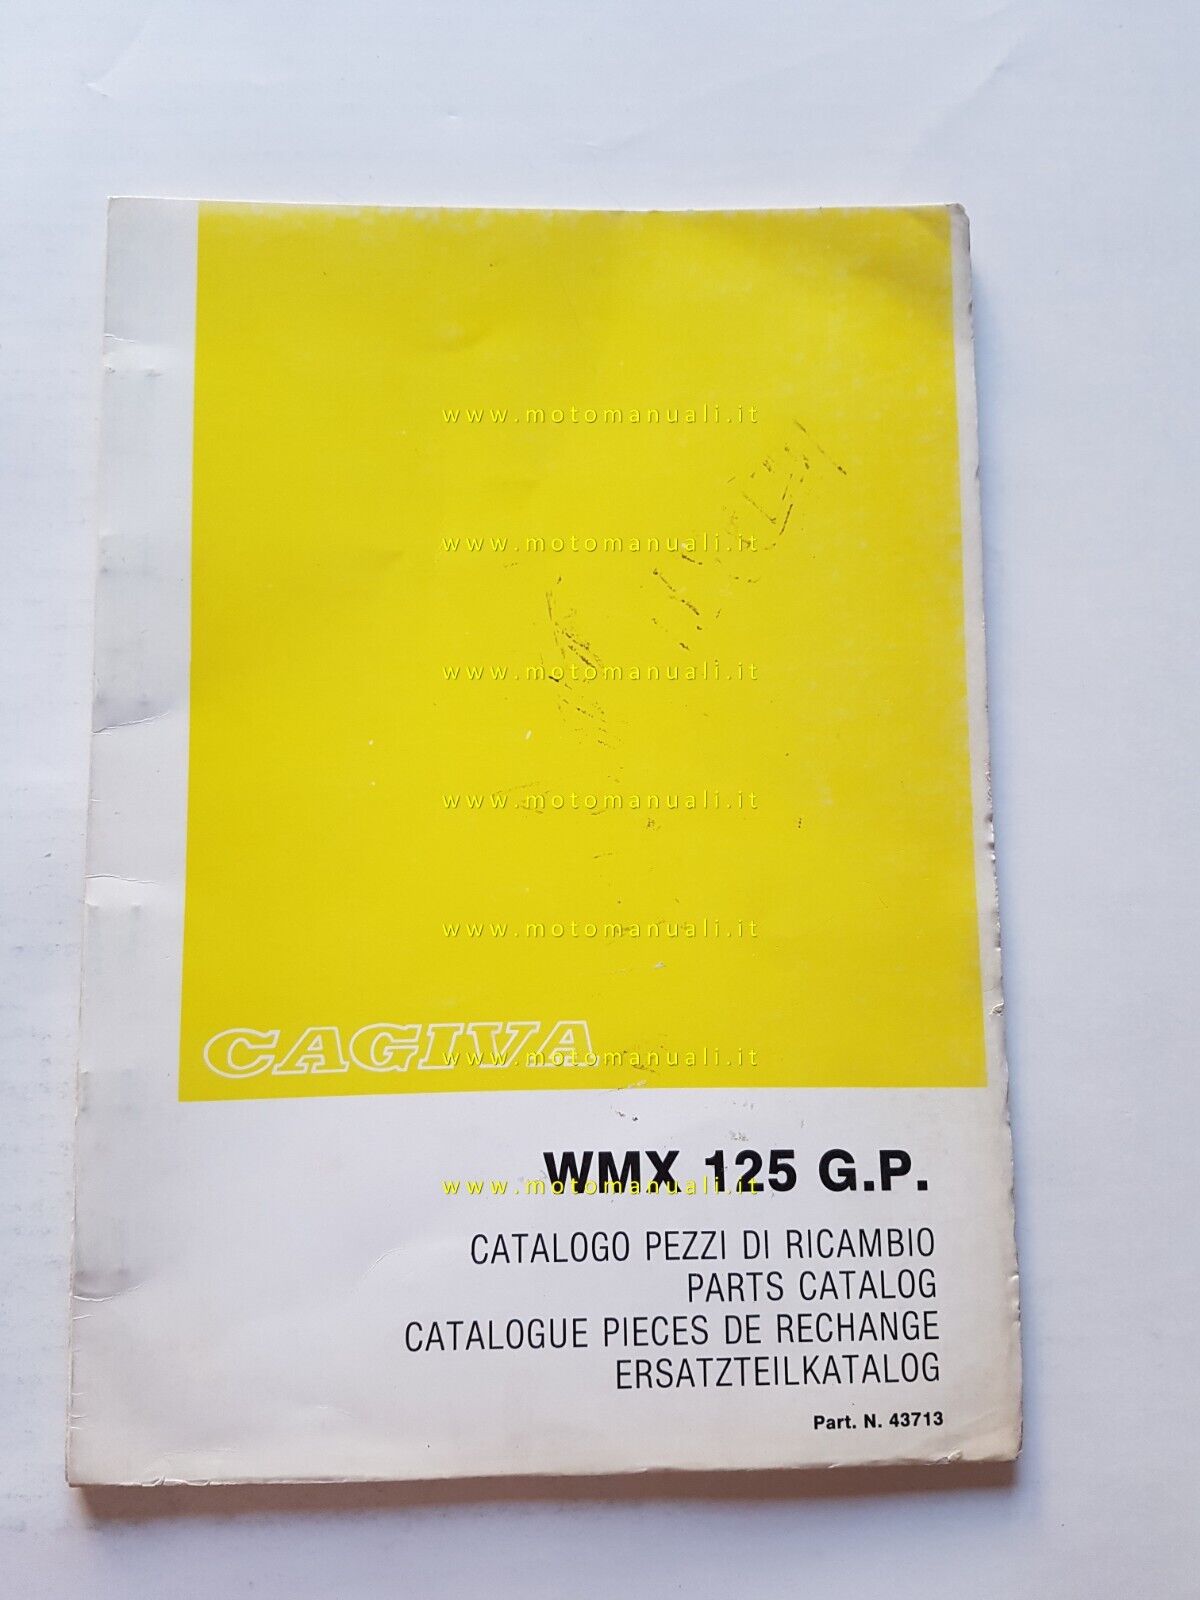 www.motomanuali.it
www.motomanuali.it
www.motomanuali.it
www.motomanuali.it
www.motomanuali.it
CAGIVA
www.motomanuali.it
WMX 125 G.P.
www.motomanuali.it
CATALOGO PEZZI DI RICAMBIO
PARTS CATALOG
CATALOGUE PIECES DE RECHANGE
ERSATZTEILKATALOG
Part. N. 43713